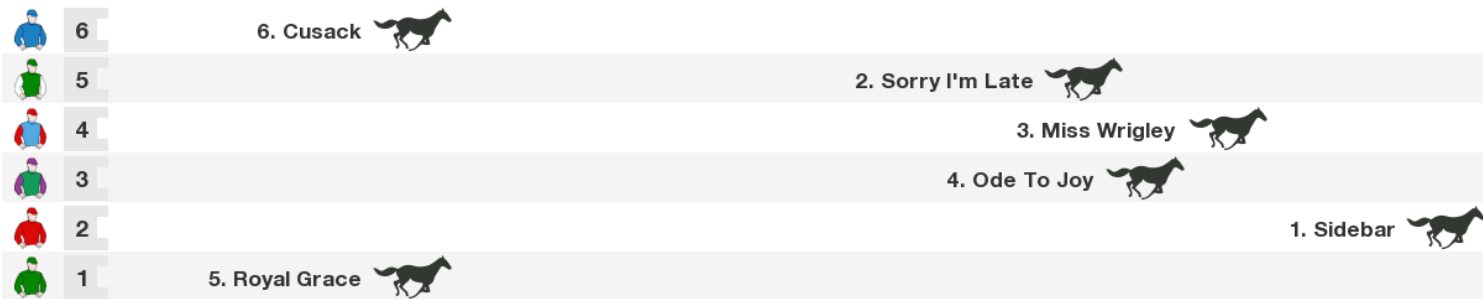 6 6. Cusack
5 2. Sorry I'm Late
4 3. Miss Wrigley
3 4. Ode To Joy
2 1. Sidebar
1 5. Royal Grace